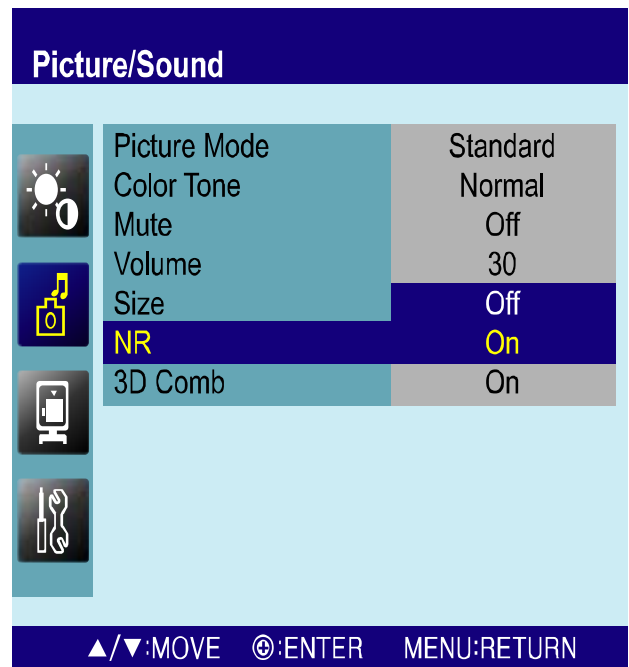 Picture/Sound
Picture Mode Standard
Color Tone Normal
Mute Off
Volume 30
Size Off
NR On
3D Comb On
▲/▼:MOVE ⊕:ENTER MENU:RETURN